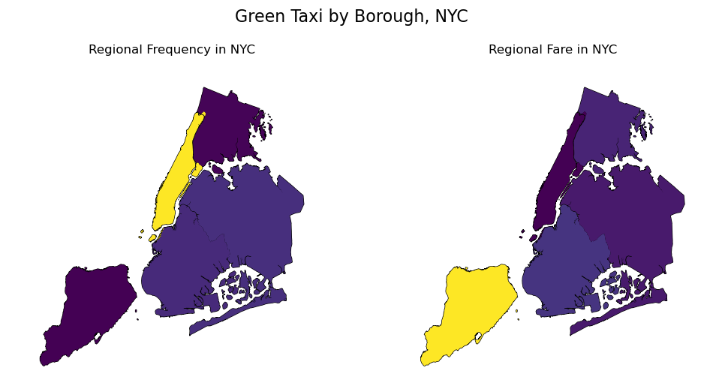 Green Taxi by Borough, NYC
Regional Frequency in NYC
Regional Fare in NYC